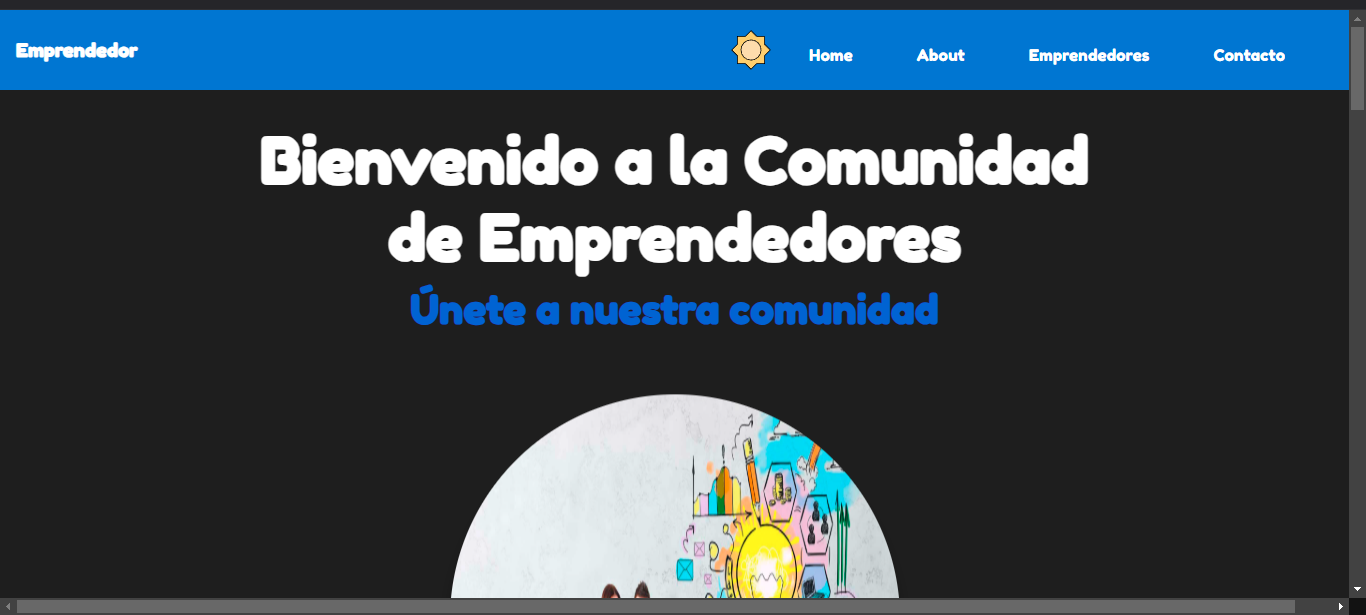 Emprendedor
Home
About
Emprendedores
Contacto
Bienvenido a la Comunidad
de Emprendedores
Únete a nuestra comunidad